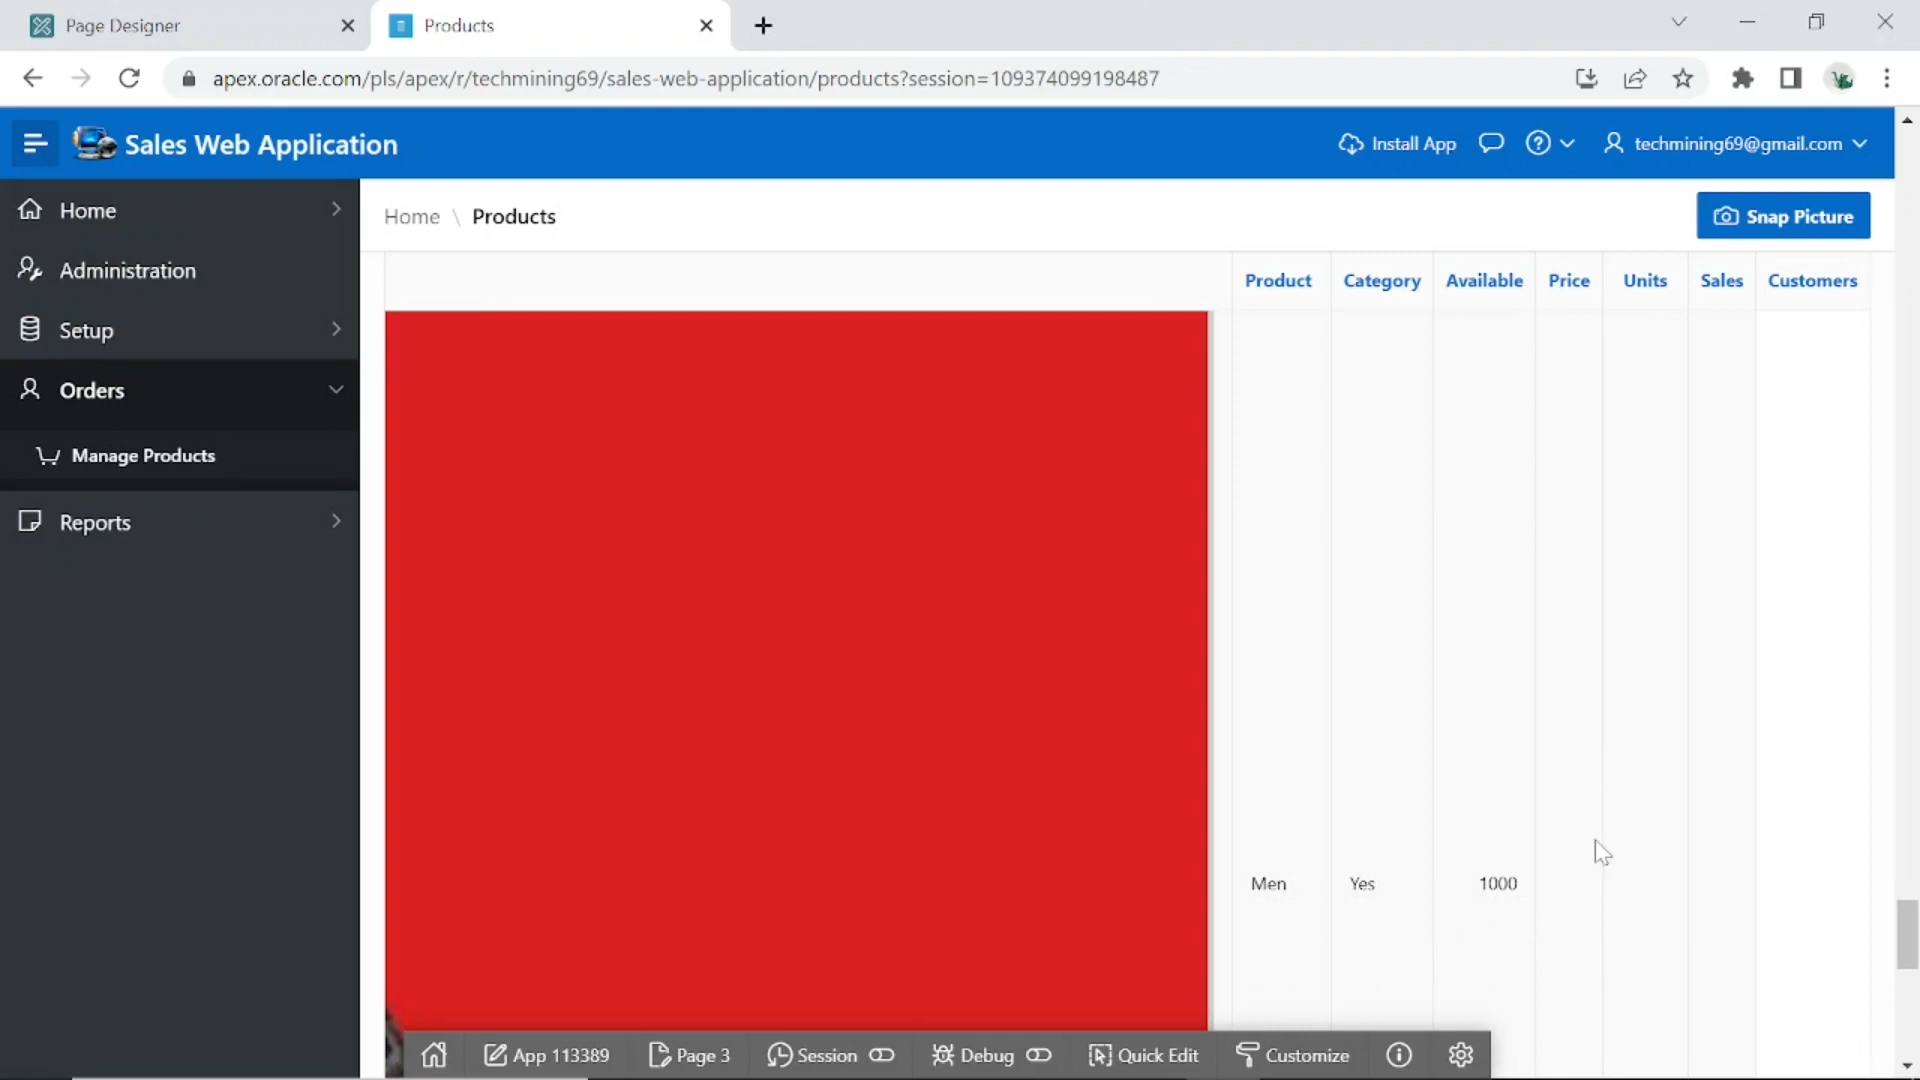 Page Designer
Products
apex.oracle.com/pls/apex/r/techmining69/sales-web-application/products?session=109374099198487
Sales Web Application
Install App
techmining69@gmail.com
Home
Administration
Setup
Orders
Manage Products
Reports
Home \ Products
Snap Picture
Product Category Available Price Units Sales Customers
Men Yes 1000
App 113389 Page 3 Session Debug Quick Edit Customize